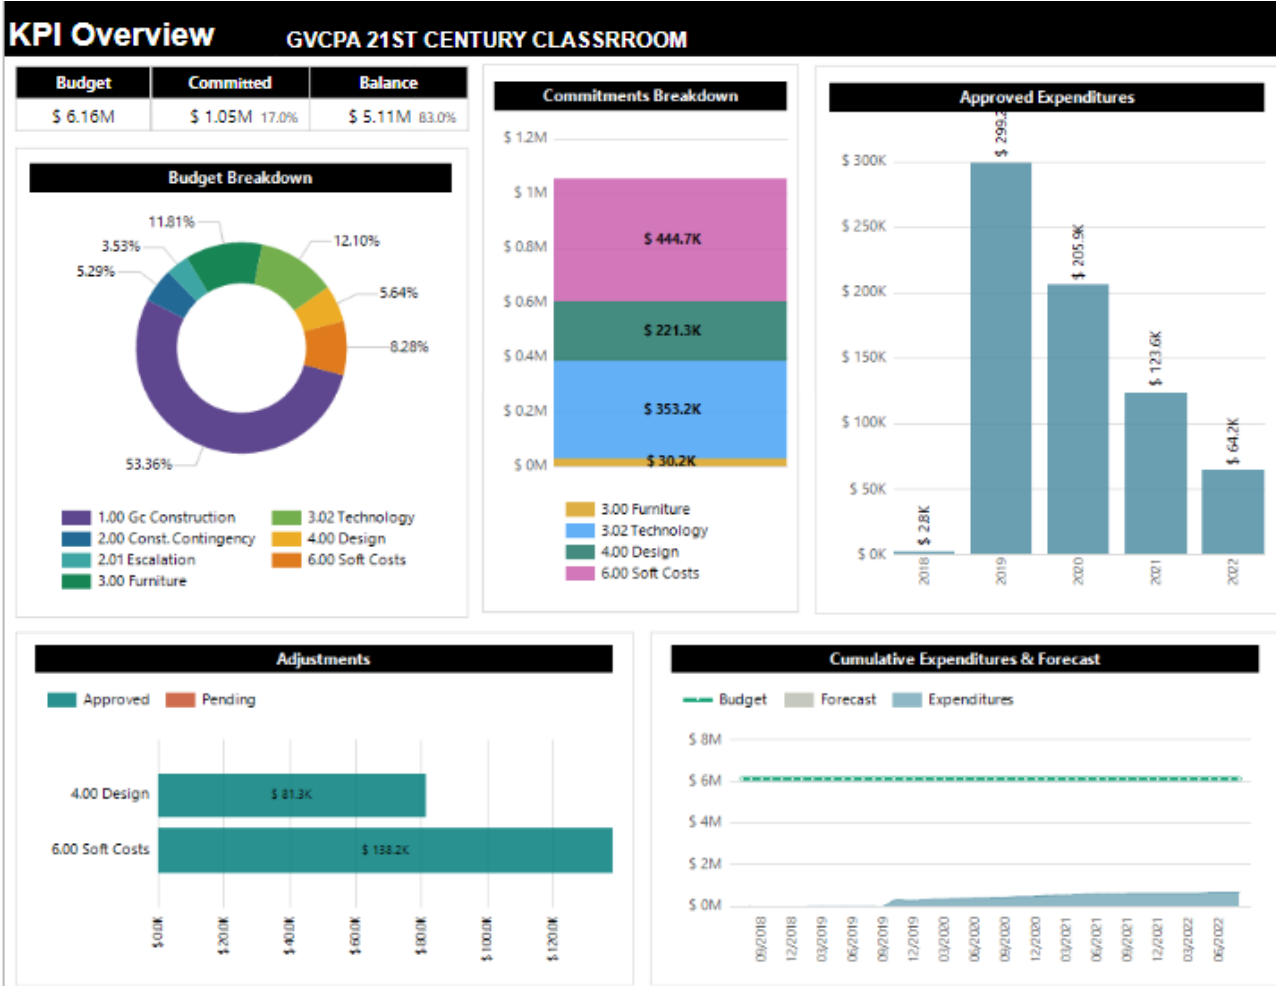 KPI Overview
GVCPA 21ST CENTURY CLASSRROOM
Budget Committed Balance
$ 6.16M $ 1.05M 17.0% $ 5.11M 83.0%
Budget Breakdown
11.81%
12.10%
3.53%
5.29%
5.64%
8.28%
53.36%
1.00 Gc Construction
3.02 Technology
2.00 Const. Contingency
4.00 Design
2.01 Escalation
6.00 Soft Costs
3.00 Furniture
Commitments Breakdown
$ 1.2M
$ 1M
$ 0.8M
$ 0.6M
$ 0.4M
$ 0.2M
$ 0M
$ 444.7K
$ 221.3K
$ 353.2K
$ 30.2K
3.00 Furniture
3.02 Technology
4.00 Design
6.00 Soft Costs
Approved Expenditures
$ 300K
$ 250K
$ 200K
$ 150K
$ 100K
$ 50K
$ 0K
$ 2.8K
$ 299.
$ 205.9K
$ 123.6K
$ 64.2K
2018
2019
2020
2021
2022
Adjustments
Approved Pending
4.00 Design
$ 81.3K
6.00 Soft Costs
$ 138.2K
$ 0.0K
$ 20.0K
$ 40.0K
$ 60.0K
$ 80.0K
$ 100.0K
$ 120.0K
Cumulative Expenditures & Forecast
Budget Forecast Expenditures
$ 8M
$ 6M
$ 4M
$ 2M
$ 0M
09/2018
12/2018
03/2019
06/2019
09/2019
12/2019
03/2020
06/2020
09/2020
12/2020
03/2021
06/2021
09/2021
12/2021
03/2022
06/2022